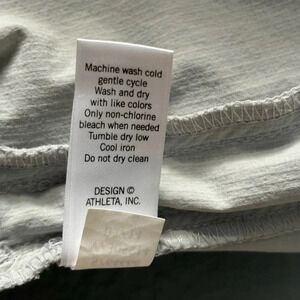 Machine wash cold
gentle cycle
Wash and dry
with like colors
Only non-chlorine
bleach when needed
Tumble dry low
Cool iron
Do not dry clean
DESIGN ©
ATHLETA, INC.